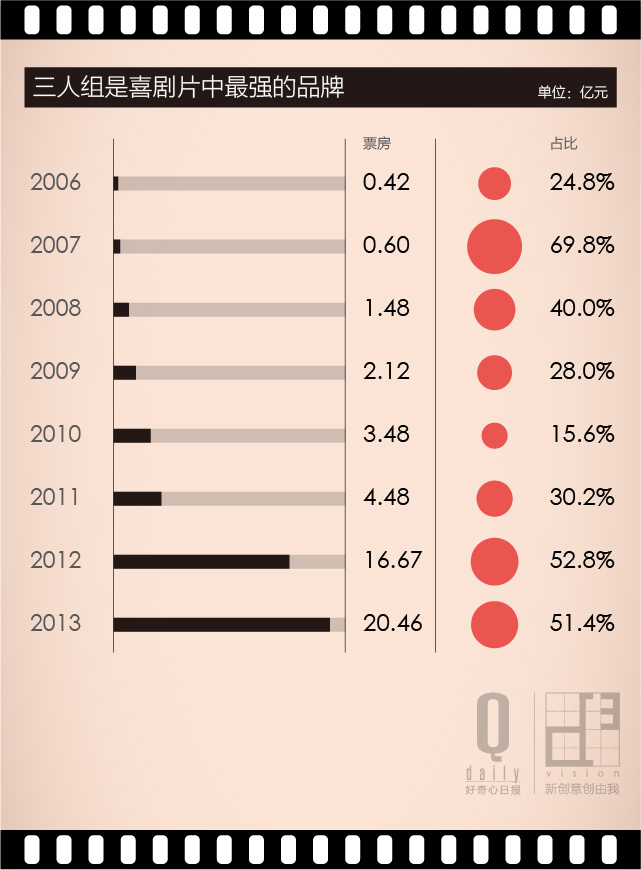 三人组是喜剧片中最强的品牌 单位：亿元
票房 占比
2006 0.42 24.8%
2007 0.60 69.8%
2008 1.48 40.0%
2009 2.12 28.0%
2010 3.48 15.6%
2011 4.48 30.2%
2012 16.67 52.8%
2013 20.46 51.4%
Q
daily
好奇心日报
d3
vision
新创意创由我